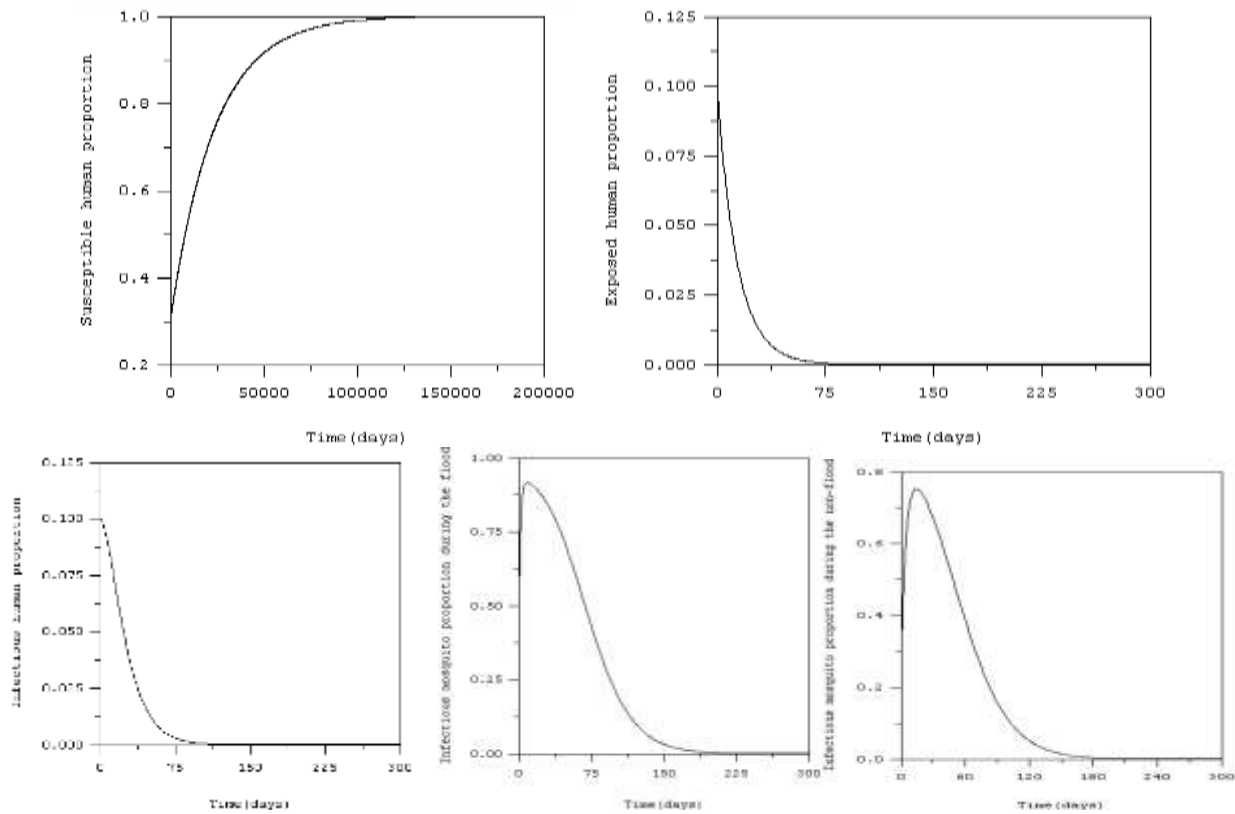 Susceptible human proportion
1.0
0.8
0.6
0.4
0.2
0 50000 100000 150000 200000
Time(days)
Exposed human proportion
0.125
0.100
0.075
0.050
0.025
0.000
0 75 150 225 300
Time(days)
Infectious human proportion
0.125
0.100
0.075
0.050
0.025
0.000
0 75 150 225 300
Time(days)
Infectious mosquito proportion during the flood
1.00
0.75
0.50
0.25
0.00
0 75 150 225 300
Time(days)
Infectious mosquito proportion during the non-flood
0.8
0.6
0.4
0.2
0.0
0 60 120 180 240 300
Time(days)